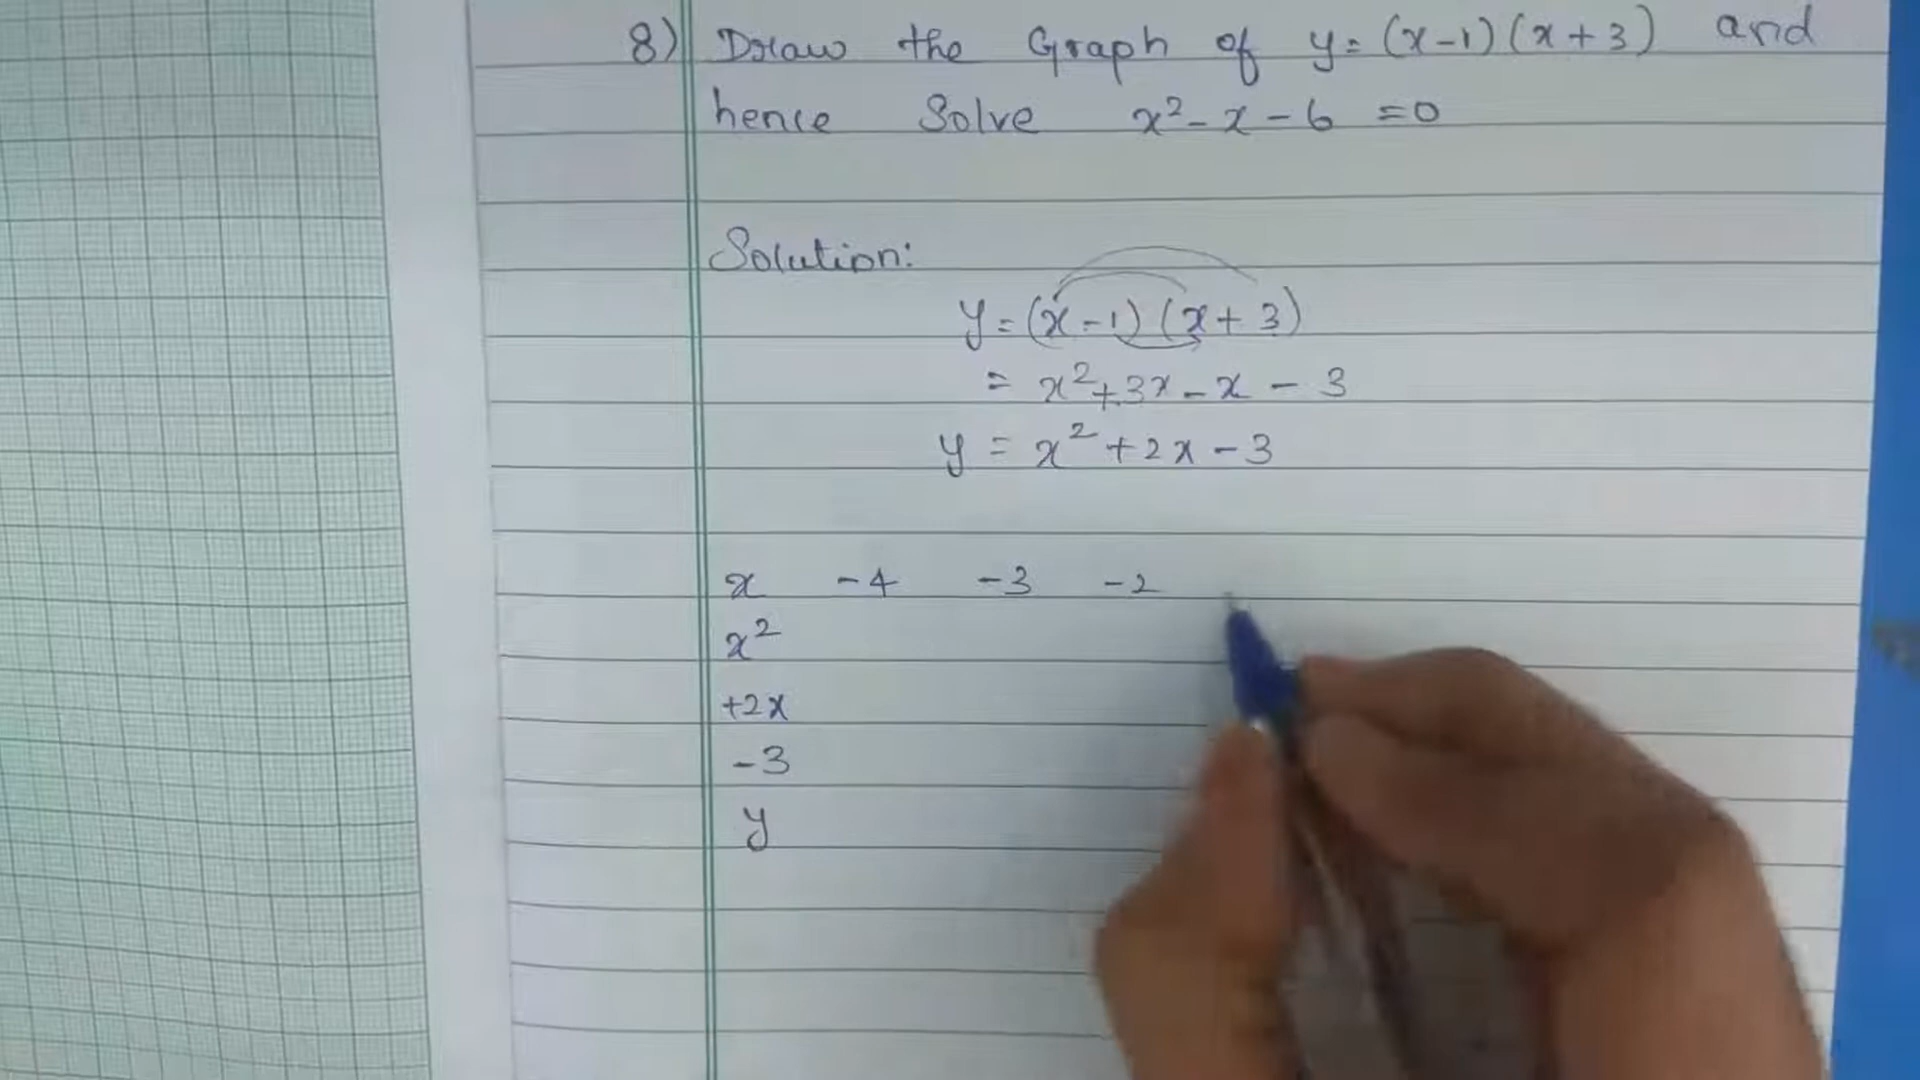 8) Draw the Graph of y=(x-1)(x+3) and
hence Solve x²-x-6 =0
Solution:
y=(x-1)(x+3)
= x²+3x-x-3
y = x²+2x-3
x -4 -3 -2
x²
+2x
-3
y